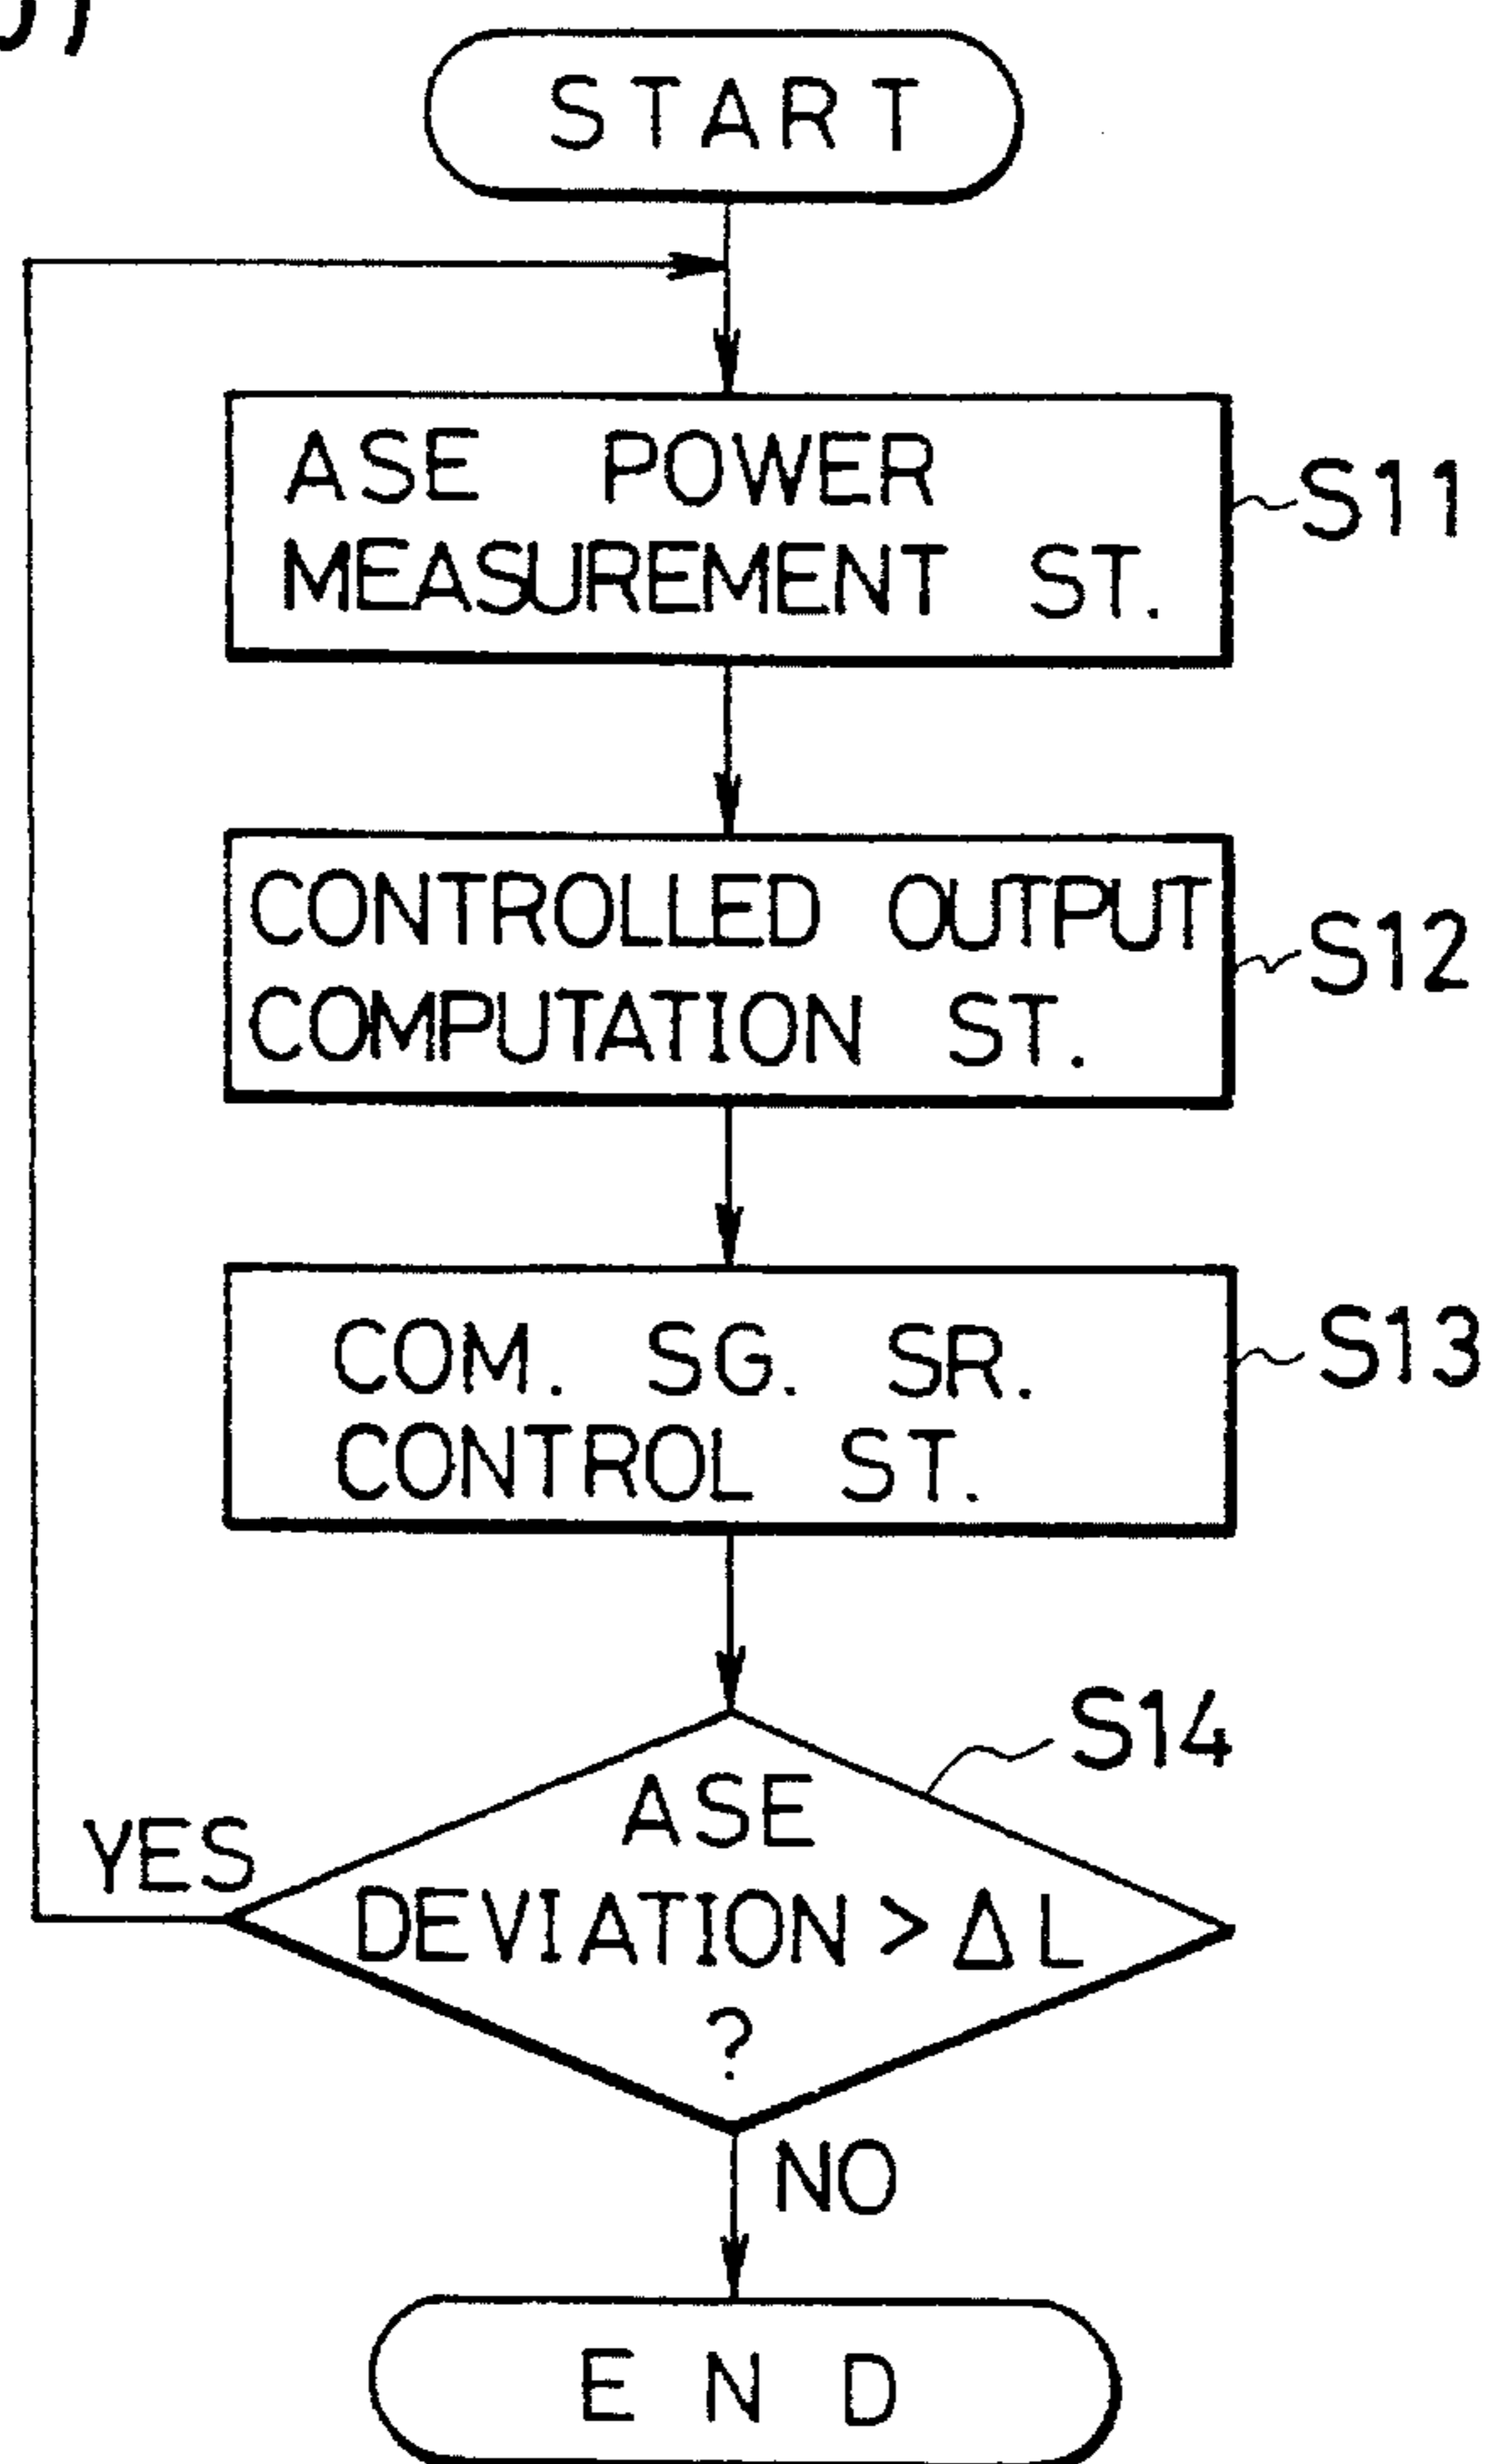 START
ASE POWER
MEASUREMENT ST.
S11
CONTROLLED OUTPUT
COMPUTATION ST.
S12
COM. SG. SR.
CONTROL ST.
S13
S14
ASE
DEVIATION > ΔL
?
YES
NO
END